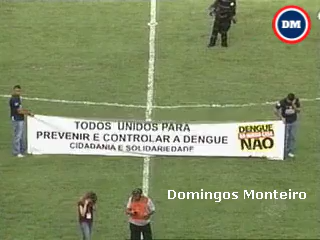 DM
TODOS UNIDOS PARA
PREVENIR E CONTROLAR A DENGUE
CIDADANIA E SOLIDARIEDADE
DENGUE
NÃO
Domingos Monteiro